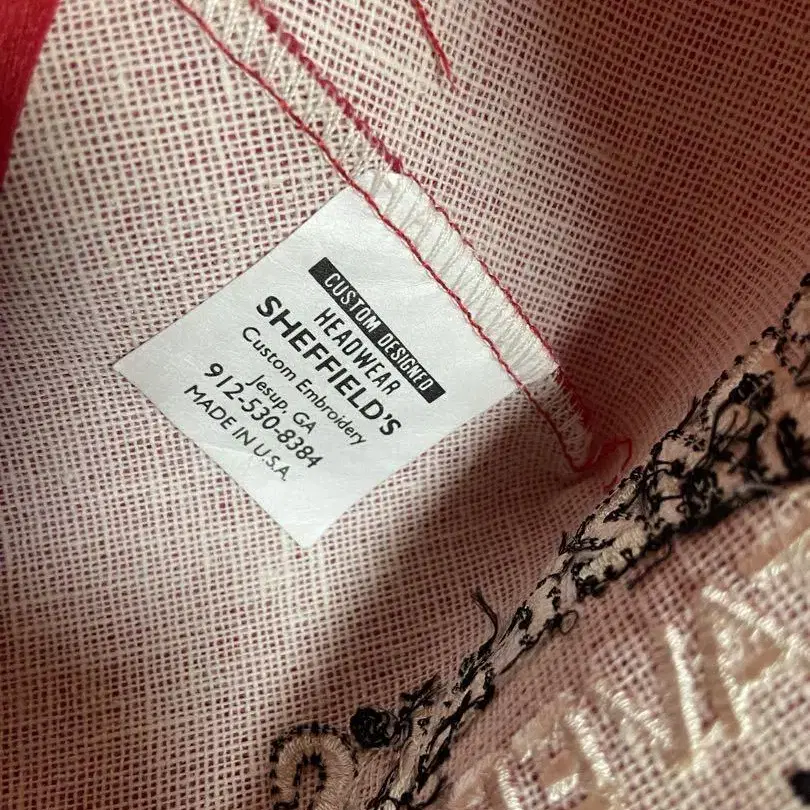 CUSTOM DESIGNED
HEADWEAR
SHEFFIELD'S
Custom Embroidery
Jesup, GA
912-530-8384
MADE IN U.S.A.